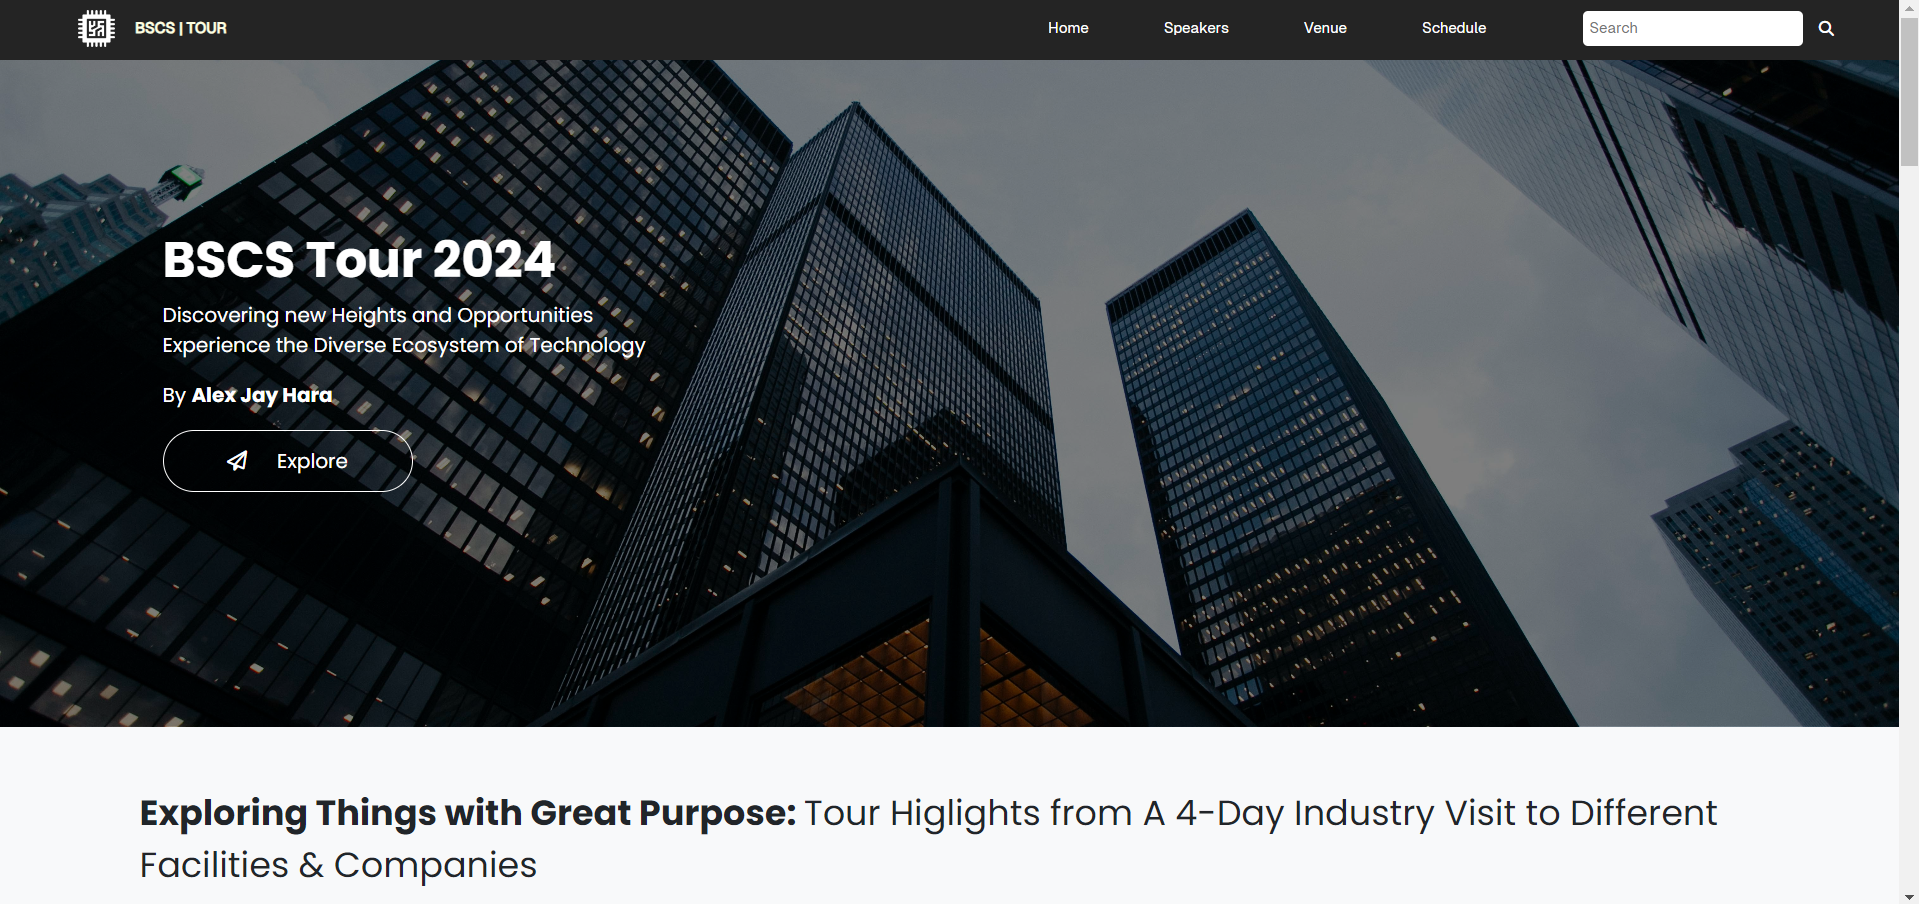 BSCS | TOUR
Home
Speakers
Venue
Schedule
Search
BSCS Tour 2024
Discovering new Heights and Opportunities
Experience the Diverse Ecosystem of Technology
By Alex Jay Hara
Explore
Exploring Things with Great Purpose: Tour Higlights from A 4-Day Industry Visit to Different
Facilities & Companies